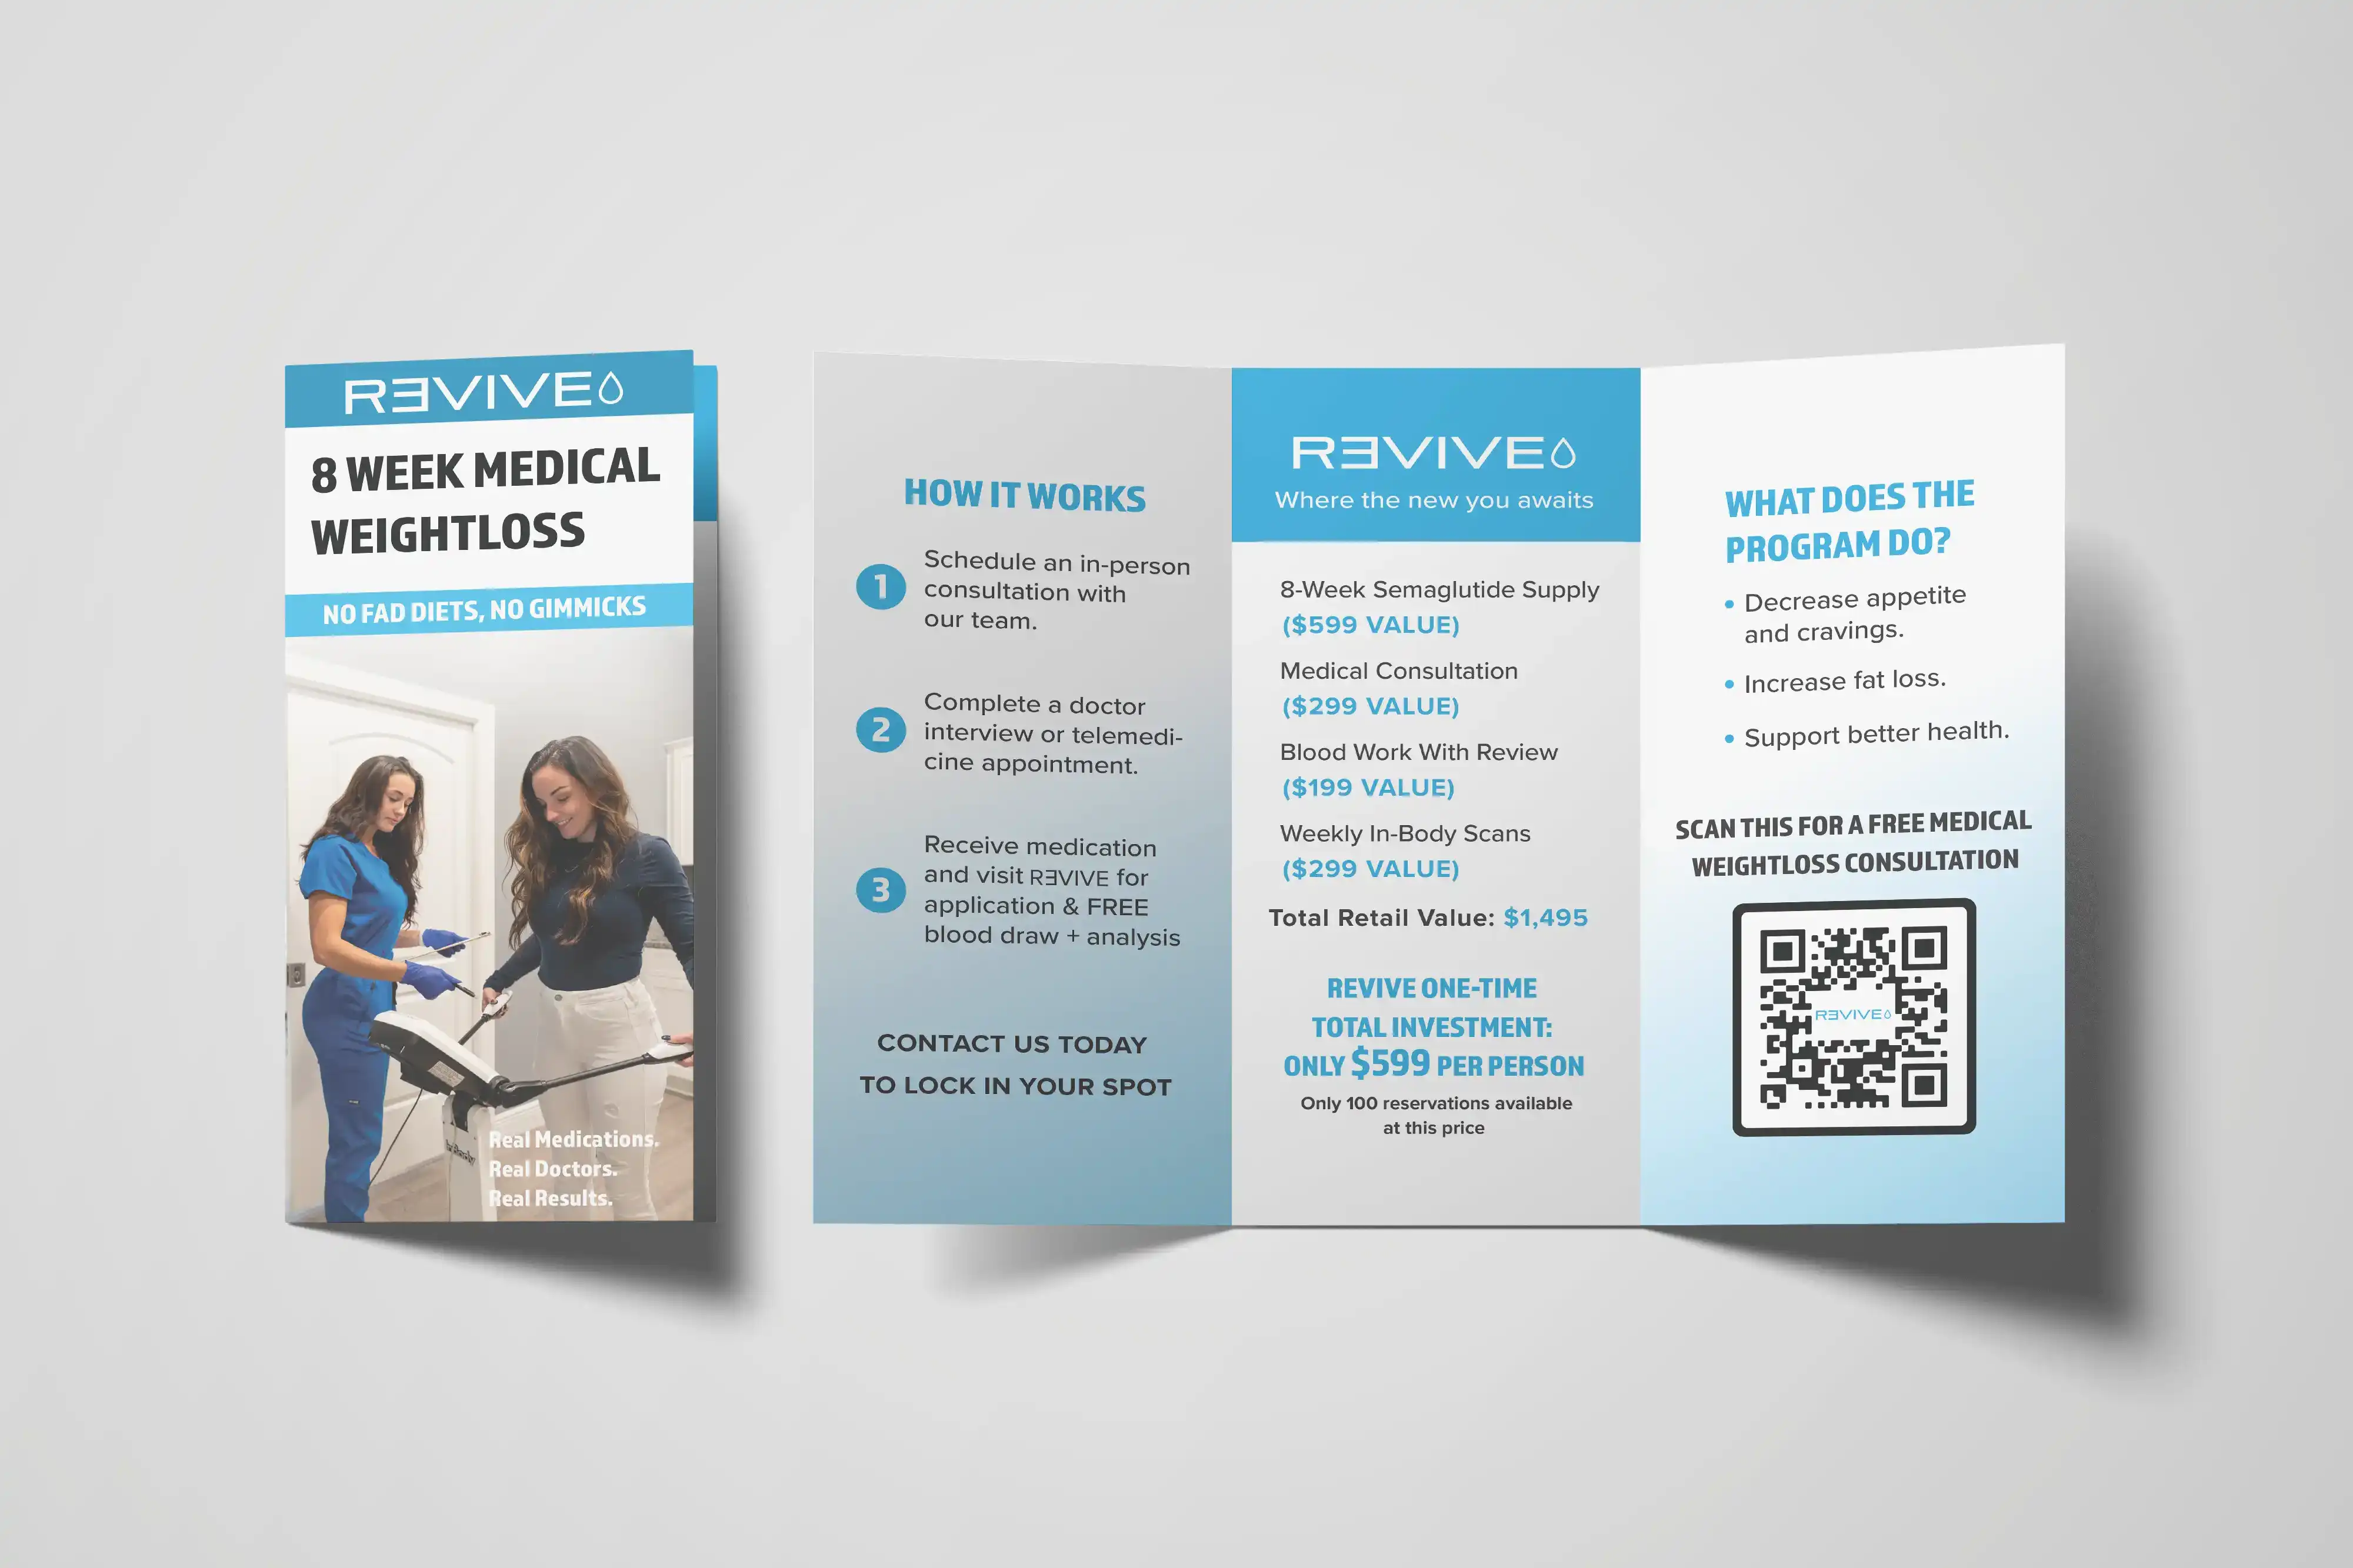 REVIVE
8 WEEK MEDICAL
WEIGHTLOSS
NO FAD DIETS, NO GIMMICKS
Real Medications.
Real Doctors.
Real Results.
HOW IT WORKS
1
Schedule an in-person
consultation with
our team.
2
Complete a doctor
interview or telemedi-
cine appointment.
3
Receive medication
and visit REVIVE for
application & FREE
blood draw + analysis
CONTACT US TODAY
TO LOCK IN YOUR SPOT
REVIVE
Where the new you awaits
8-Week Semaglutide Supply
($599 VALUE)
Medical Consultation
($299 VALUE)
Blood Work With Review
($199 VALUE)
Weekly In-Body Scans
($299 VALUE)
Total Retail Value: $1,495
REVIVE ONE-TIME
TOTAL INVESTMENT:
ONLY $599 PER PERSON
Only 100 reservations available
at this price
WHAT DOES THE
PROGRAM DO?
• Decrease appetite
and cravings.
• Increase fat loss.
• Support better health.
SCAN THIS FOR A FREE MEDICAL
WEIGHTLOSS CONSULTATION
REVIVE